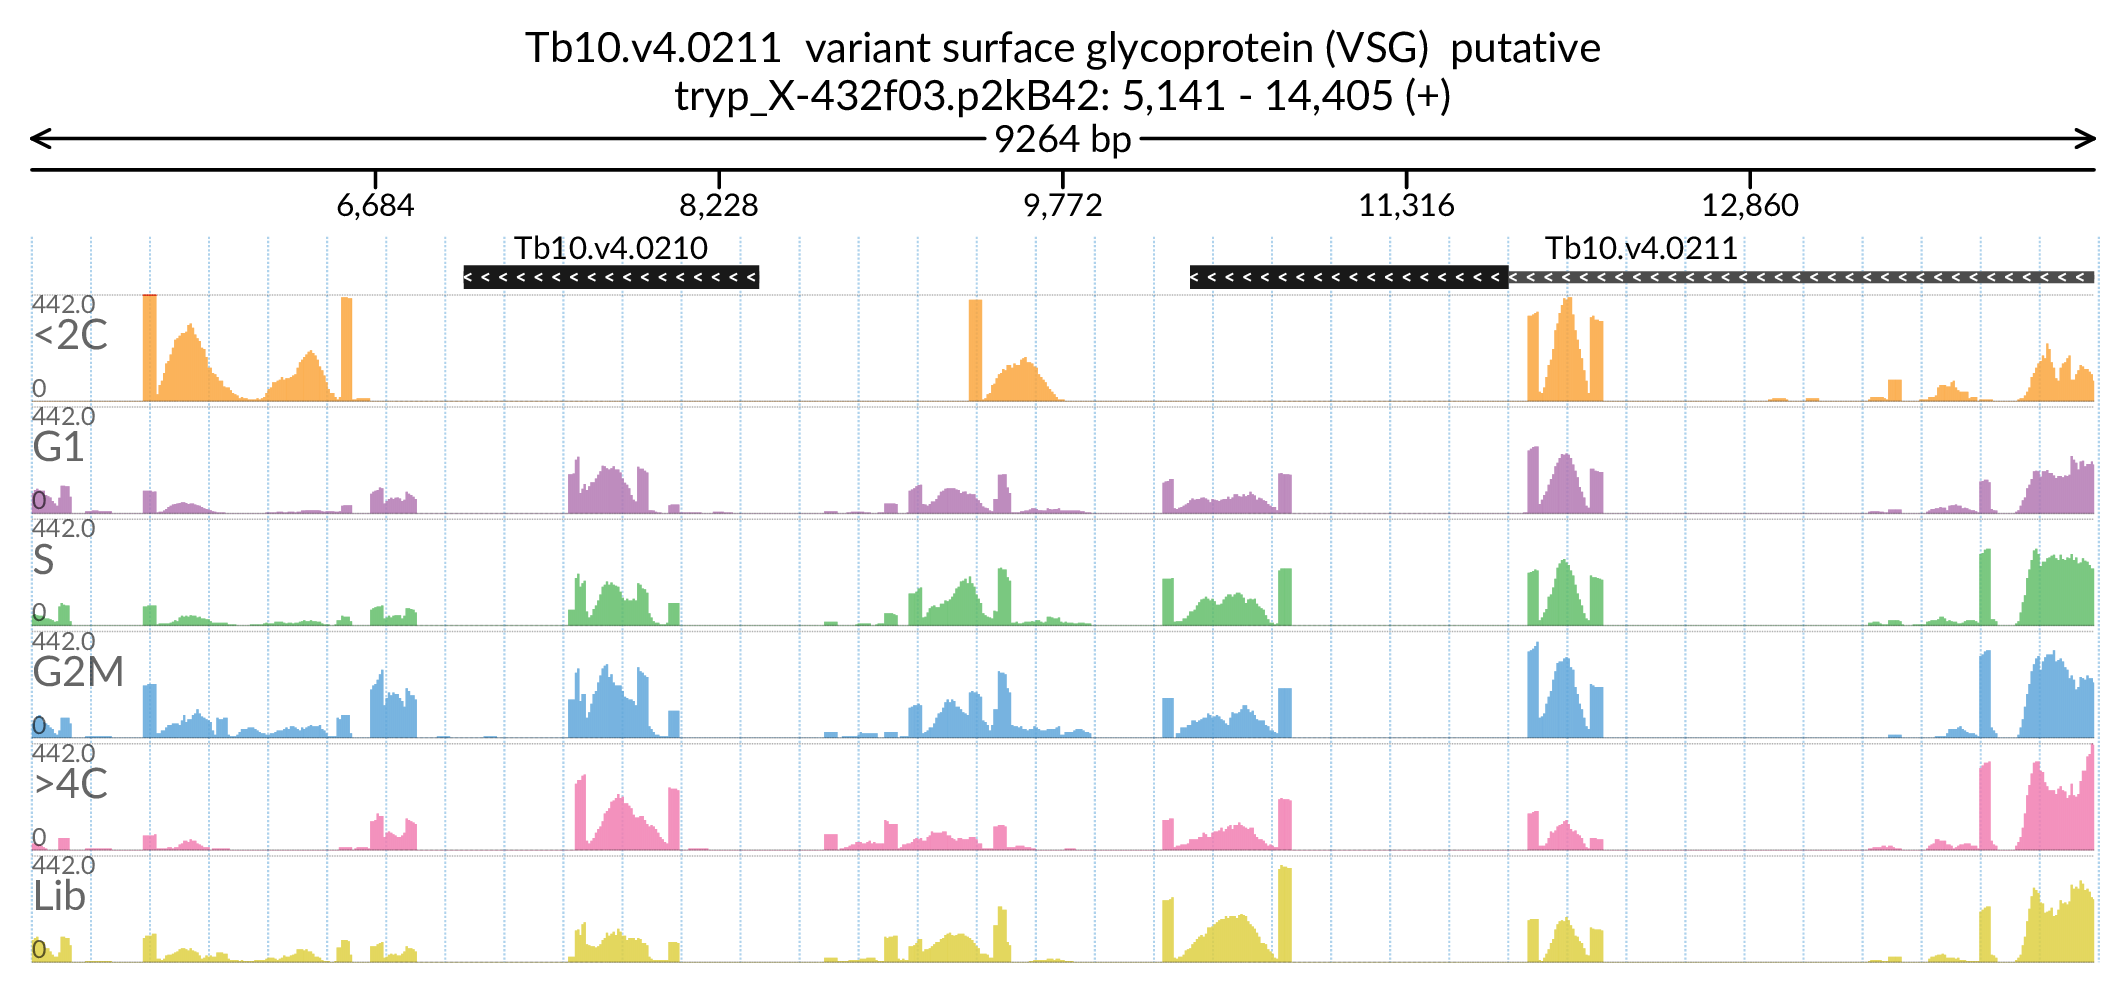 Tb10.v4.0211 variant surface glycoprotein (VSG) putative
tryp_X-432f03.p2kB42: 5,141 - 14,405 (+)
9264 bp
6,684 8,228 9,772 11,316 12,860
Tb10.v4.0210 Tb10.v4.0211
442.0
<2C
0
442.0
G1
0
442.0
S
0
442.0
G2M
0
442.0
>4C
0
442.0
Lib
0